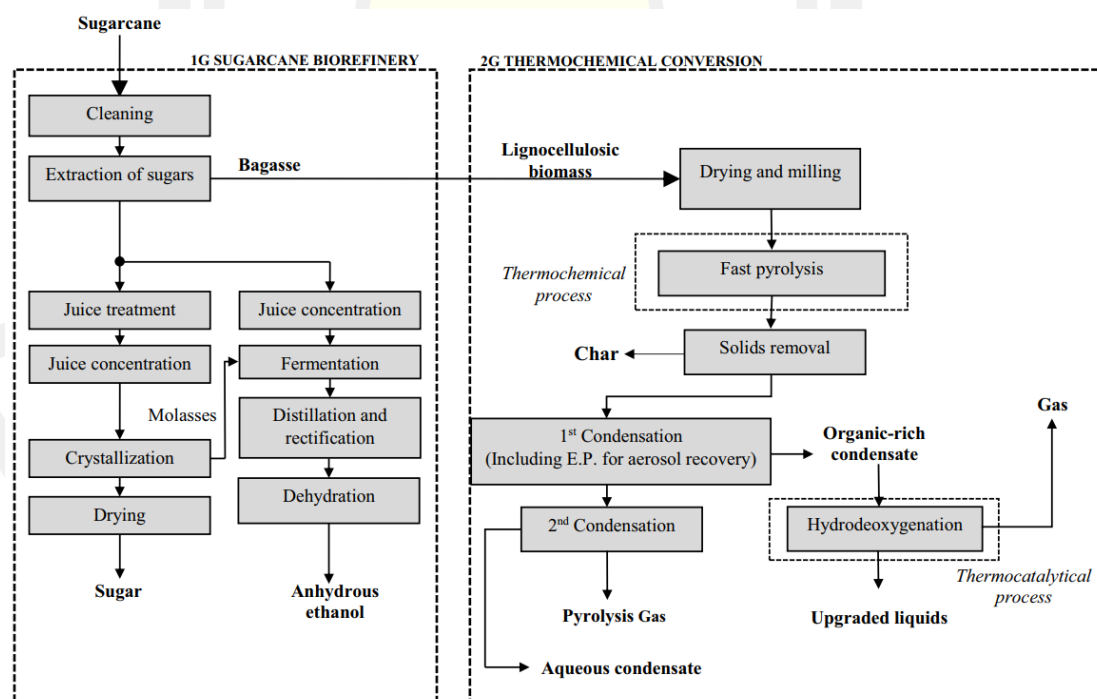 Sugarcane
1G SUGARCANE BIOREFINERY
Cleaning
Extraction of sugars
Bagasse
Juice treatment
Juice concentration
Juice concentration
Fermentation
Molasses
Crystallization
Distillation and
rectification
Drying
Dehydration
Sugar
Anhydrous
ethanol
2G THERMOCHEMICAL CONVERSION
Lignocellulosic
biomass
Drying and milling
Thermochemical
process
Fast pyrolysis
Solids removal
Char
1st Condensation
(Including E.P. for aerosol recovery)
Organic-rich
condensate
Gas
2nd Condensation
Hydrodeoxygenation
Thermocatalytical
process
Pyrolysis Gas
Upgraded liquids
Aqueous condensate